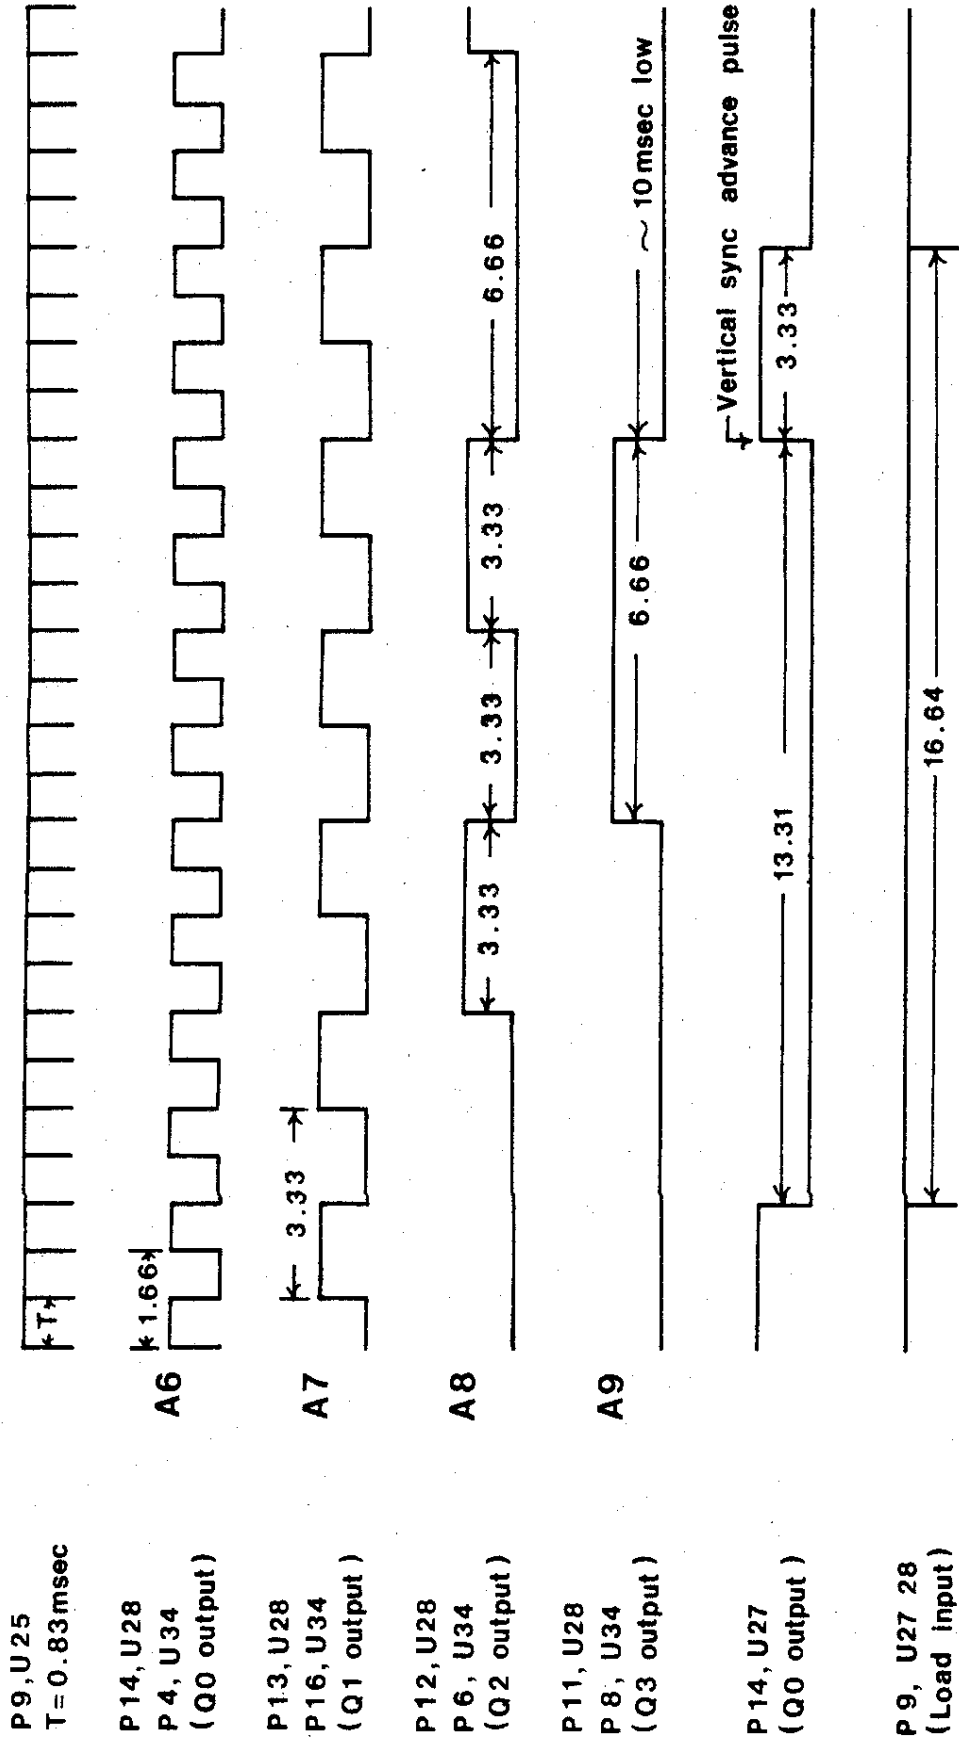 P9, U25
T=0.83msec
T
P14, U28
P4, U34
(Q0 output)
A6
1.66
P13, U28
P16, U34
(Q1 output)
A7
3.33
P12, U28
P6, U34
(Q2 output)
A8
3.33
3.33
3.33
6.66
P11, U28
P8, U34
(Q3 output)
A9
6.66
~10msec low
P14, U27
(Q0 output)
13.31
3.33
Vertical sync advance pulse
P9, U27 28
(Load input)
16.64